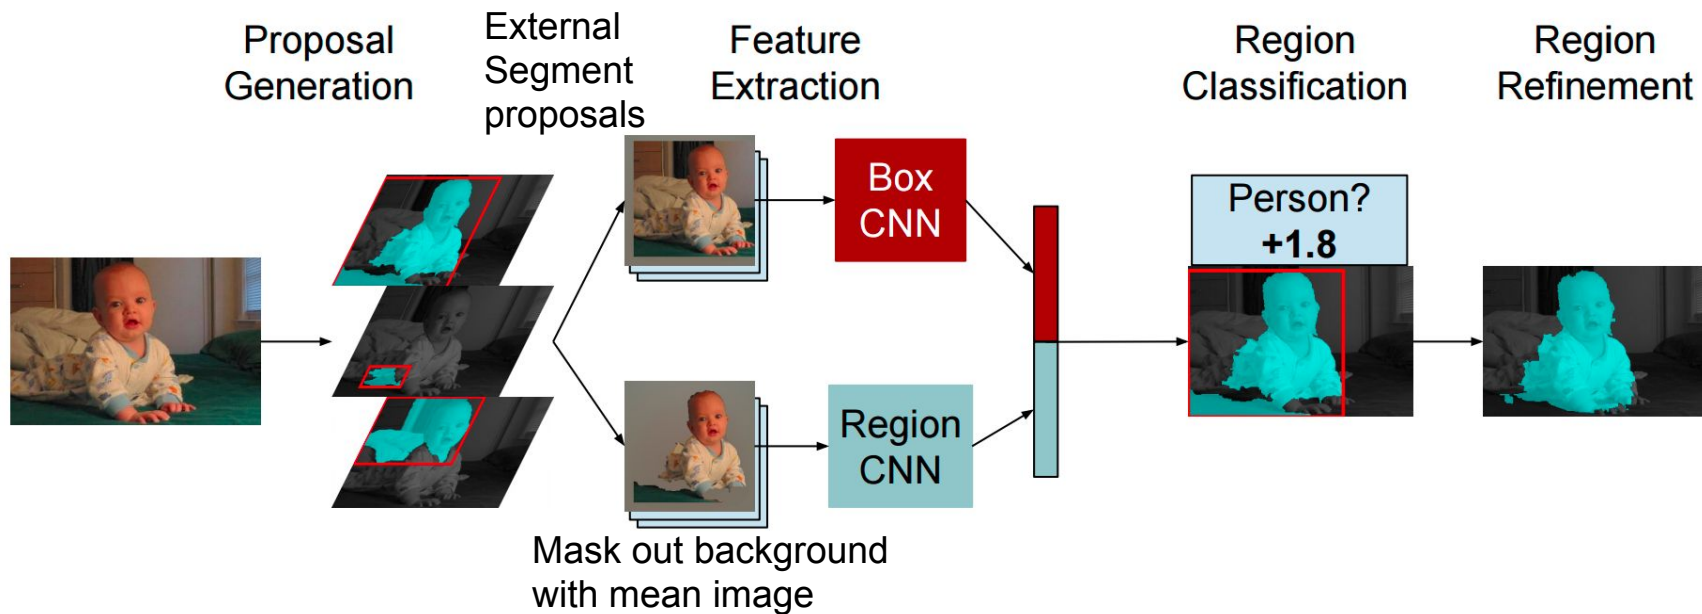 Proposal
Generation
External
Segment
proposals
Feature
Extraction
Region
Classification
Region
Refinement
Box
CNN
Person?
+1.8
Region
CNN
Mask out background
with mean image